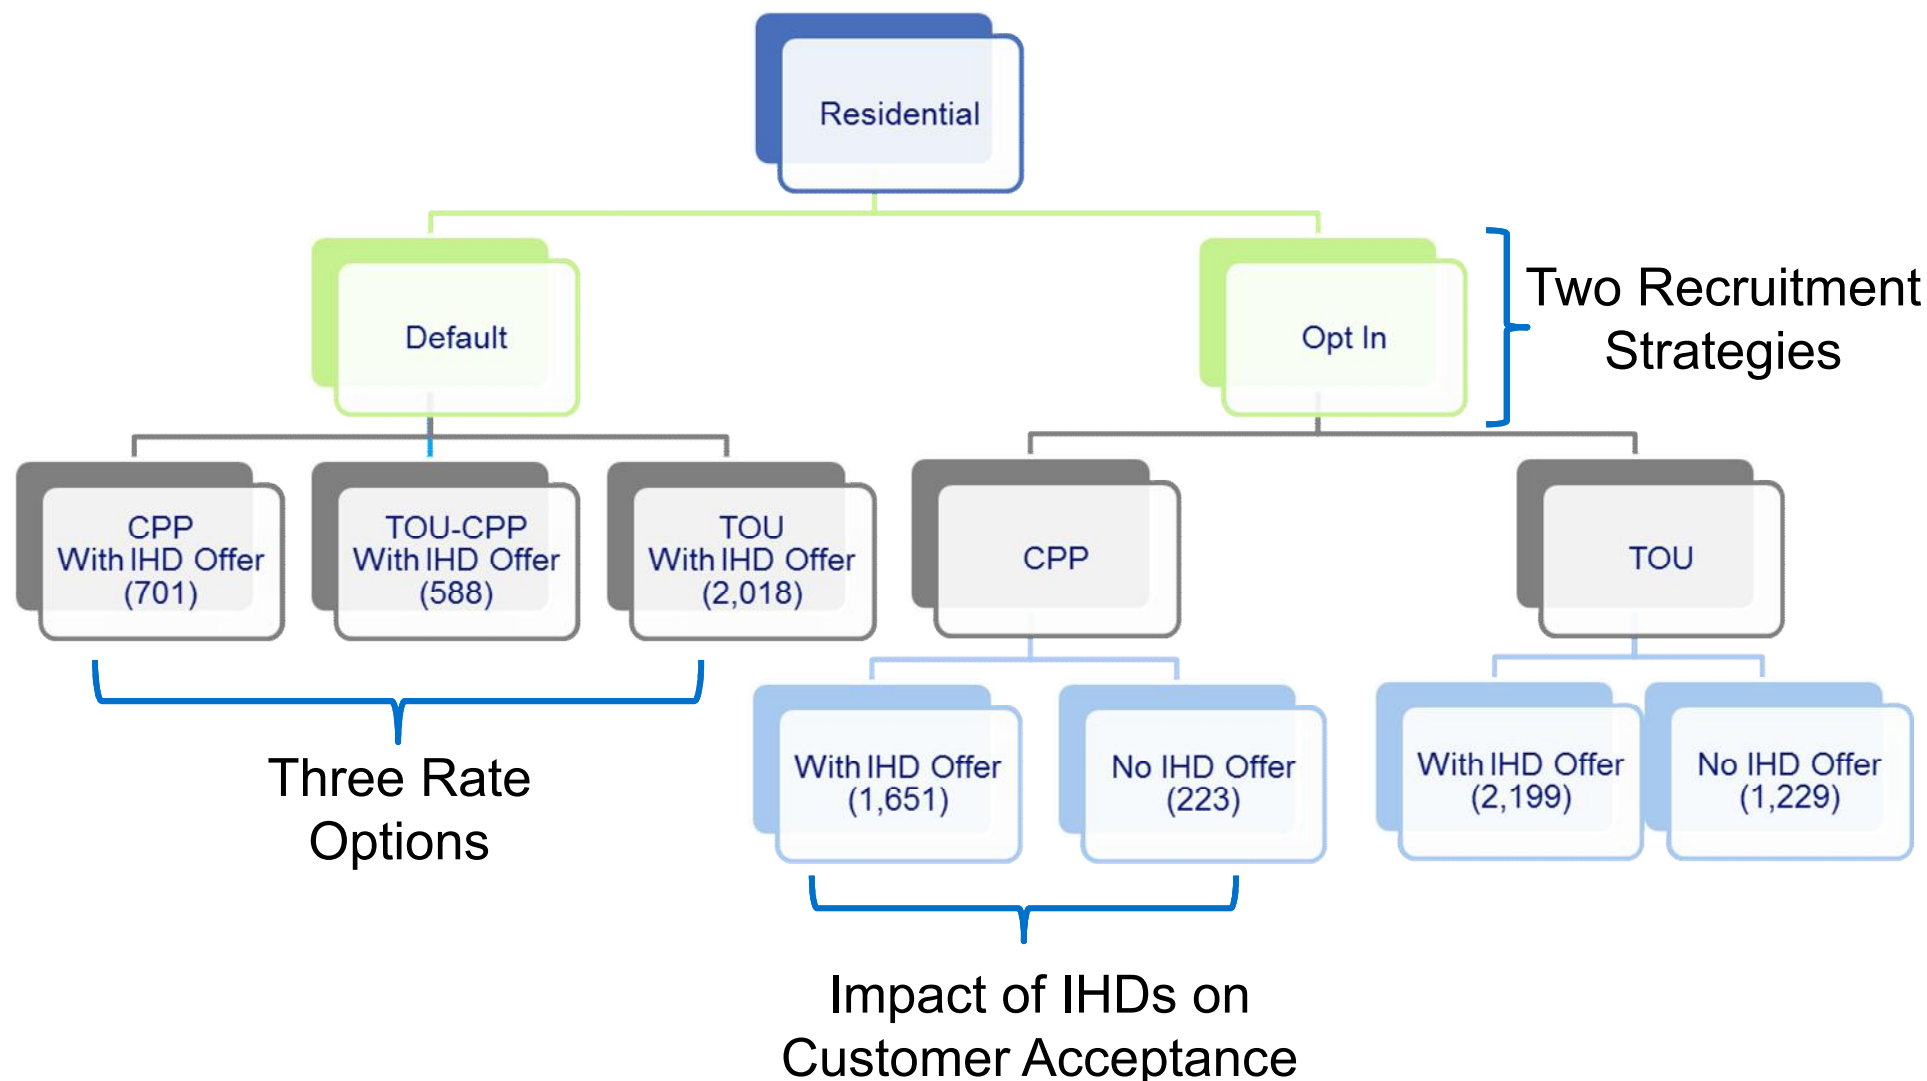 Residential
Default
Opt In
Two Recruitment
Strategies
CPP
With IHD Offer
(701)
TOU-CPP
With IHD Offer
(588)
TOU
With IHD Offer
(2,018)
CPP
TOU
With IHD Offer
(1,651)
No IHD Offer
(223)
With IHD Offer
(2,199)
No IHD Offer
(1,229)
Three Rate
Options
Impact of IHDs on
Customer Acceptance